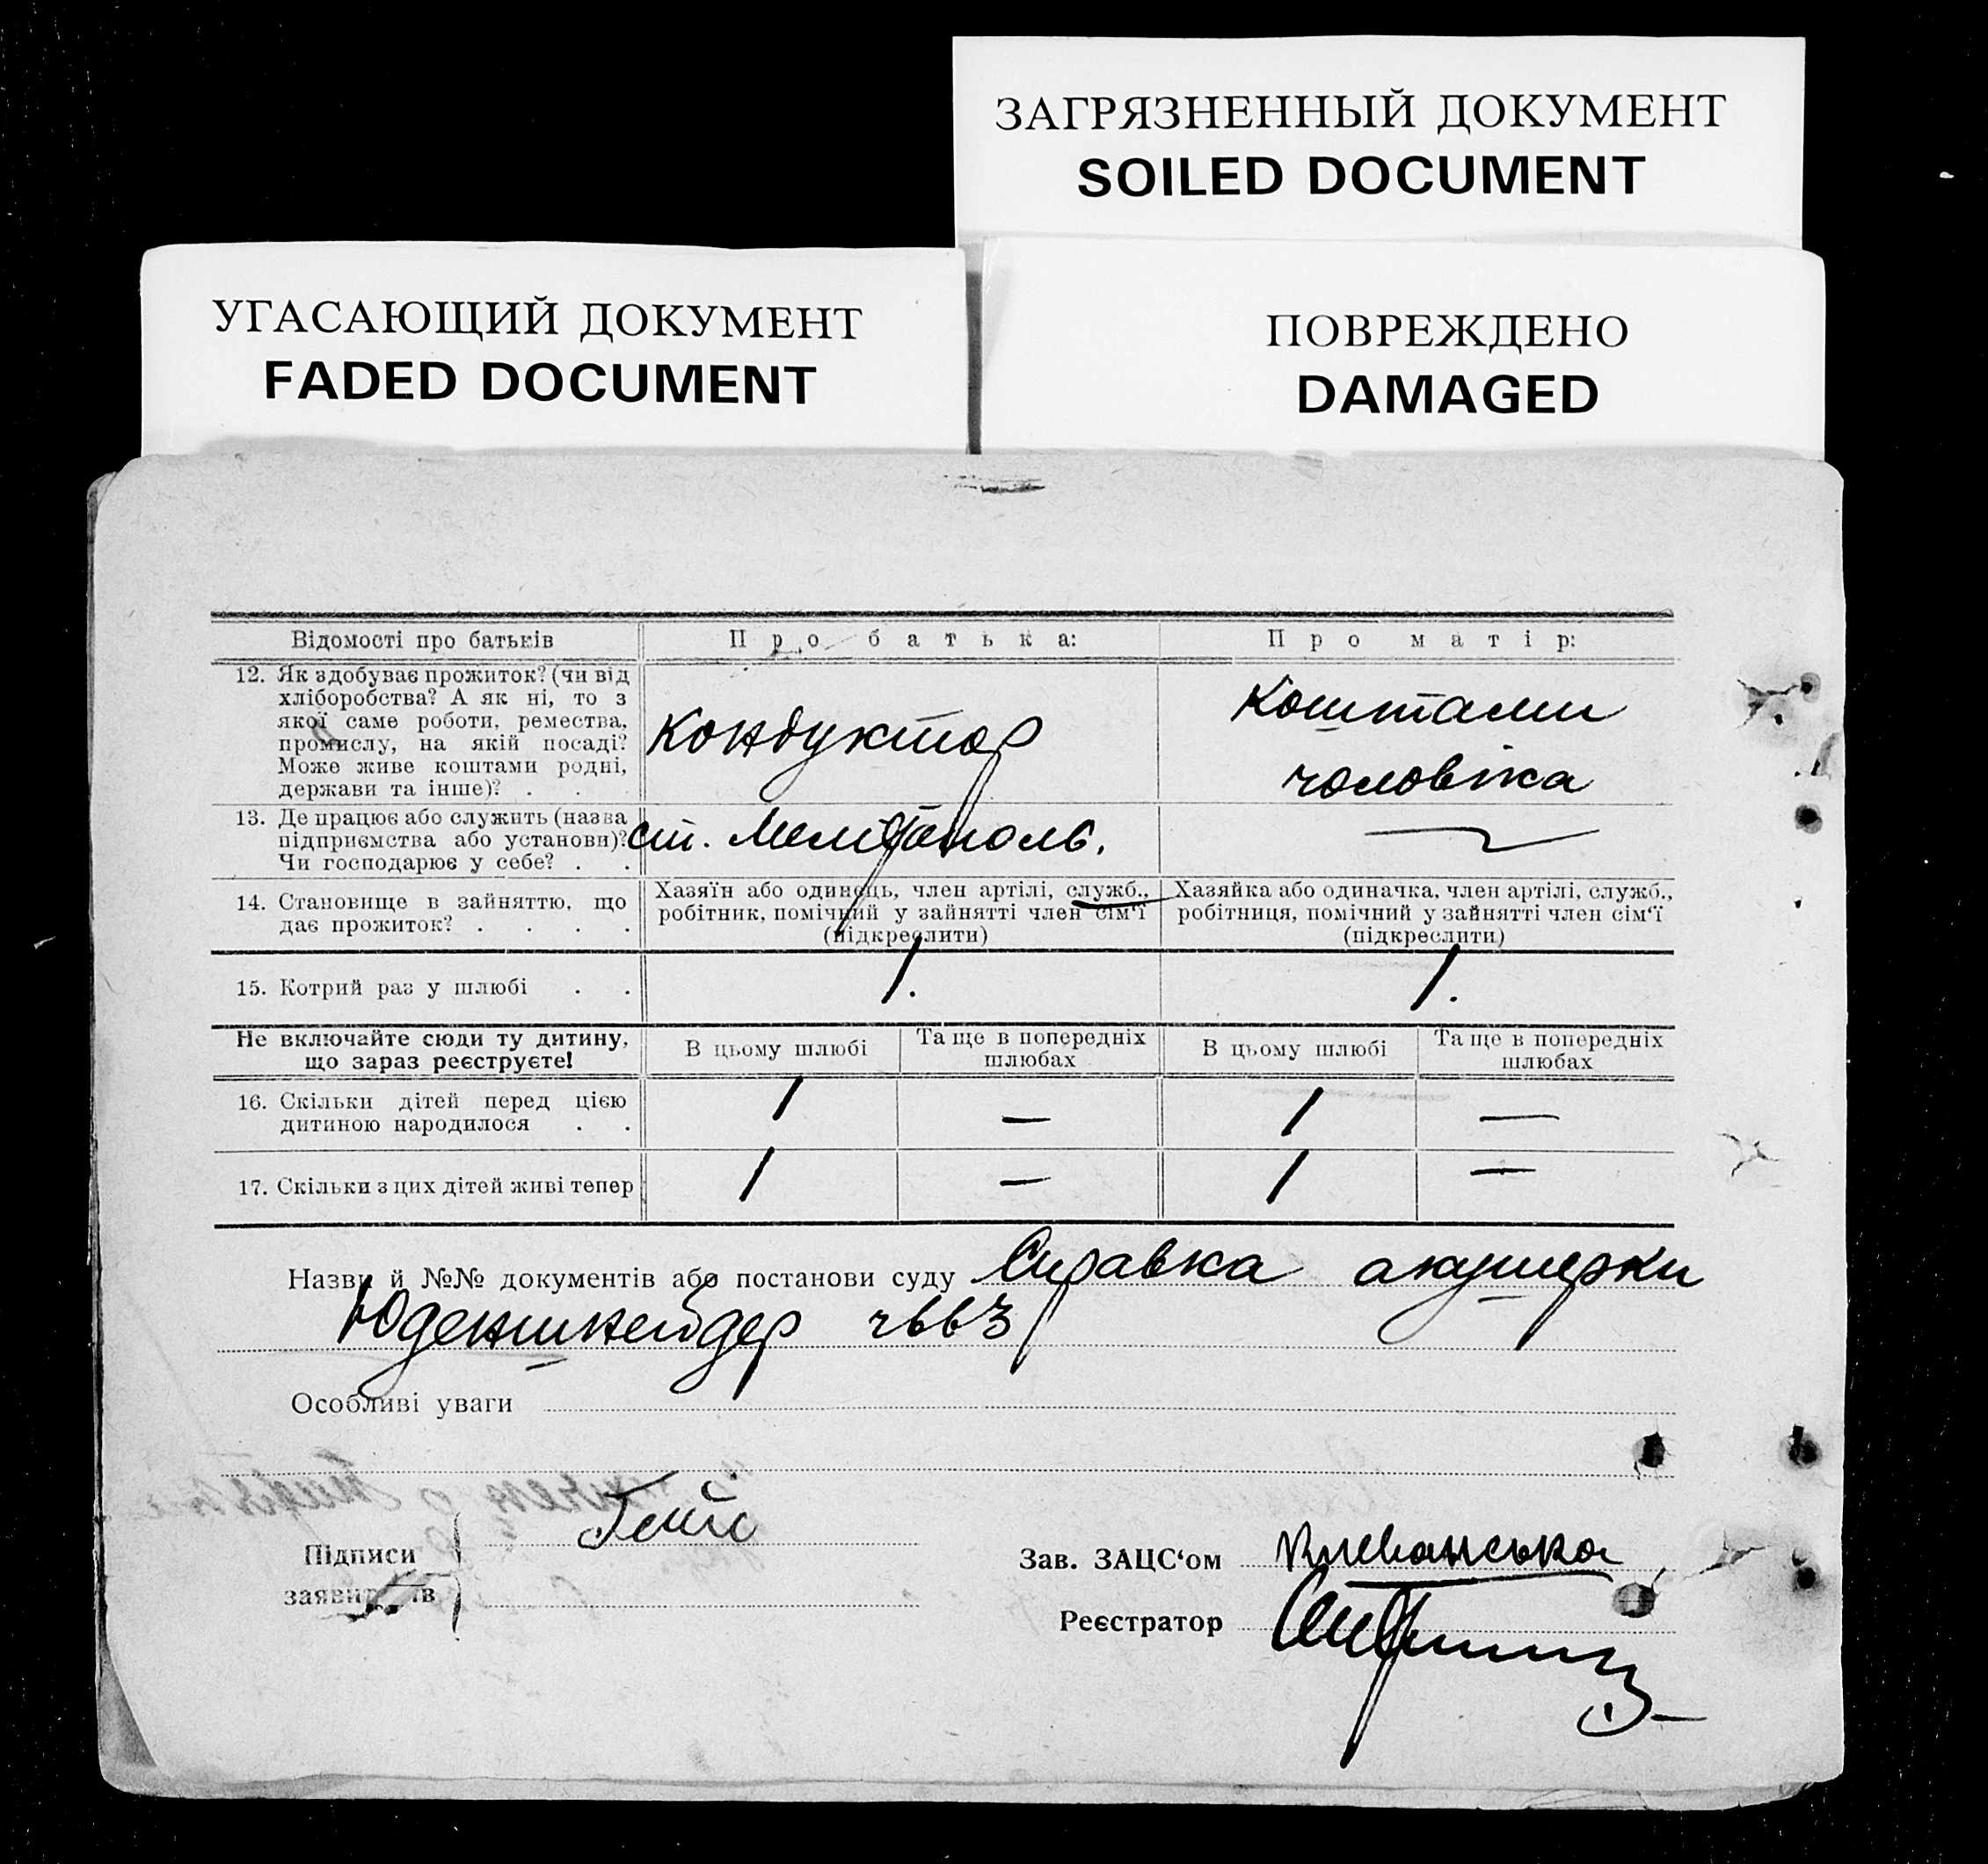 ЗАГРЯЗНЕННЫЙ ДОКУМЕНТ
SOILED DOCUMENT
УГАСАЮЩИЙ ДОКУМЕНТ
FADED DOCUMENT
ПОВРЕЖДЕНО
DAMAGED
Відомості про батьків
Про батька:
Про матір:
12. Як здобуває прожиток? (чи від
хліборобства? А як ні, то з
якої саме роботи, ремества,
промислу, на якій посаді?
Може живе коштами родні,
держави та інше)? . .
Кондуктор
Коштами
чоловіка
13. Де працює або служить (назва
підприємства або установи)?
Чи господарює у себе? . .
ст. Мелітополь.
14. Становище в зайняттю, що
дає прожиток? . . . .
Хазяїн або одинець, член артілі, служб.,
робітник, помічний у зайнятті член сім'ї
(підкреслити)
Хазяйка або одиначка, член артілі, служб.,
робітниця, помічний у зайнятті член сім'ї
(підкреслити)
15. Котрий раз у шлюбі . .
1.
1.
Не включайте сюди ту дитину,
що зараз реєструєте!
В цьому шлюбі
Та ще в попередніх
шлюбах
В цьому шлюбі
Та ще в попередніх
шлюбах
16. Скільки дітей перед цією
дитиною народилося . .
1 — 1 —
17. Скільки з цих дітей живі тепер
1 — 1 —
Назви й №№ документів або постанови суду Справка акушерки
Юденшнейдер
Особливі уваги
Підписи
заявителів
Зав. ЗАЦС'ом
Реєстратор